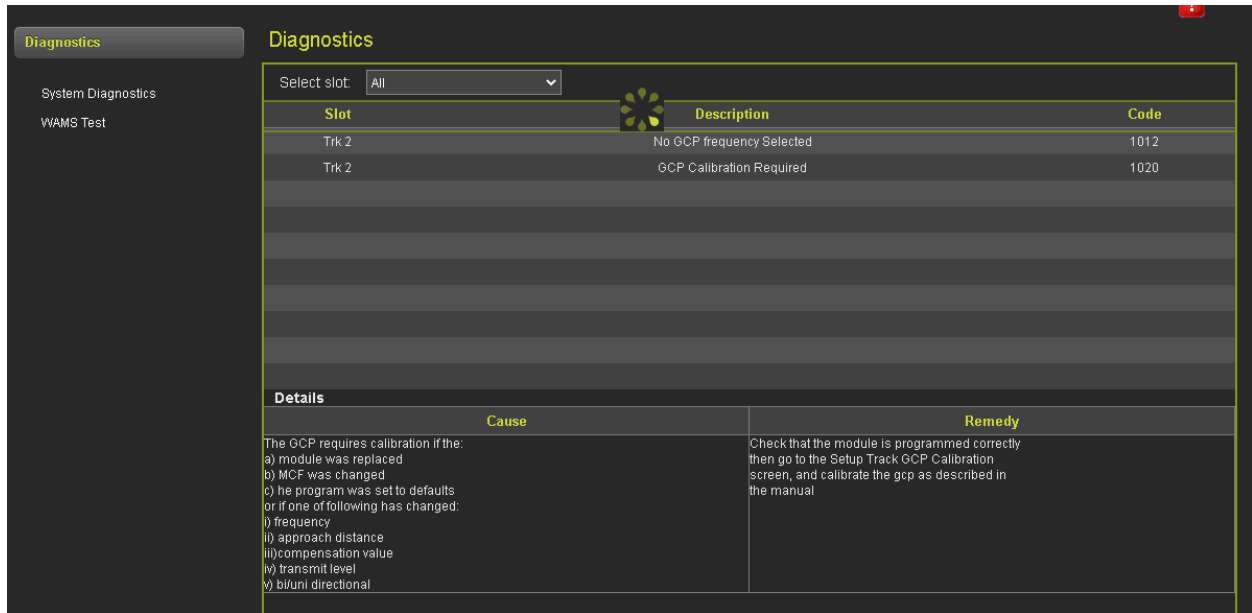 Diagnostics
Diagnostics
Select slot: All
System Diagnostics
WAMS Test
Slot Description Code
Trk 2 No GCP frequency Selected 1012
Trk 2 GCP Calibration Required 1020
Details
Cause Remedy
The GCP requires calibration if the:
a) module was replaced
b) MCF was changed
c) he program was set to defaults
or if one of following has changed:
i) frequency
ii) approach distance
iii)compensation value
iv) transmit level
v) bi/uni directional
Check that the module is programmed correctly
then go to the Setup Track GCP Calibration
screen, and calibrate the gcp as described in
the manual